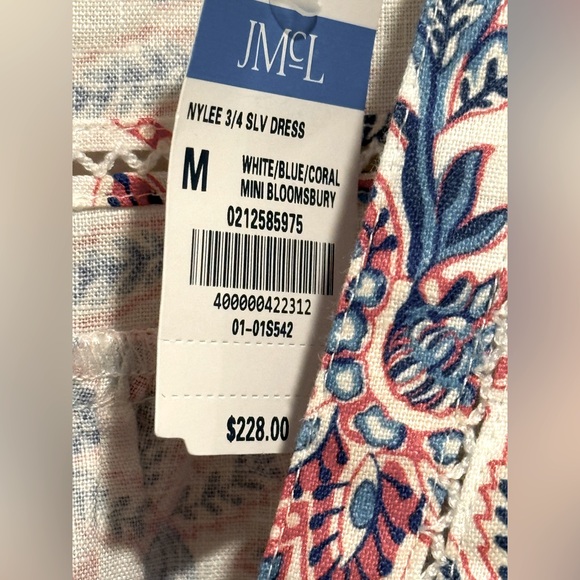 JMcL
NYLEE 3/4 SLV DRESS
M
WHITE/BLUE/CORAL
MINI BLOOMSBURY
0212585975
400000422312
01-01S542
$228.00